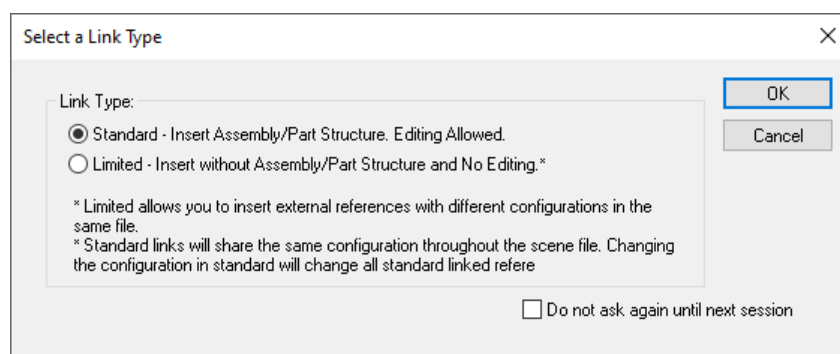 Select a Link Type
Link Type:
Standard - Insert Assembly/Part Structure. Editing Allowed.
Limited - Insert without Assembly/Part Structure and No Editing.*
* Limited allows you to insert external references with different configurations in the
same file.
* Standard links will share the same configuration throughout the scene file. Changing
the configuration in standard will change all standard linked refere
OK
Cancel
Do not ask again until next session